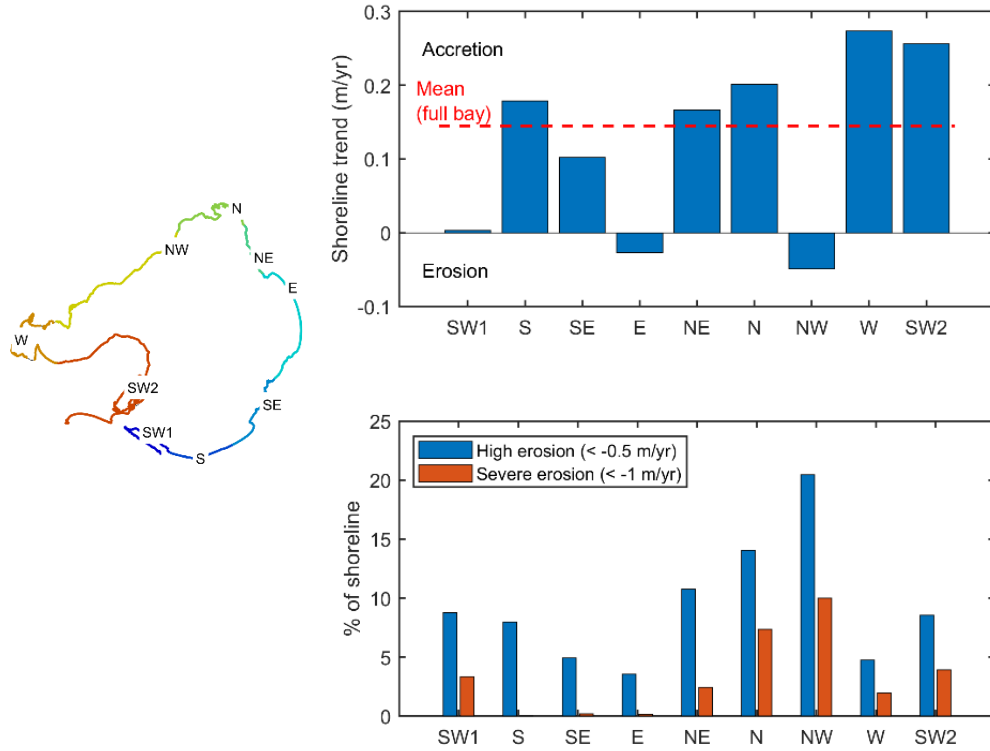 N
NW
NE
E
W
SW2
SE
SW1
S
Shoreline trend (m/yr)
0.3
0.2
0.1
0
-0.1
Accretion
Mean
(full bay)
Erosion
SW1 S SE E NE N NW W SW2
% of shoreline
25
20
15
10
5
0
High erosion (< -0.5 m/yr)
Severe erosion (< -1 m/yr)
SW1 S SE E NE N NW W SW2